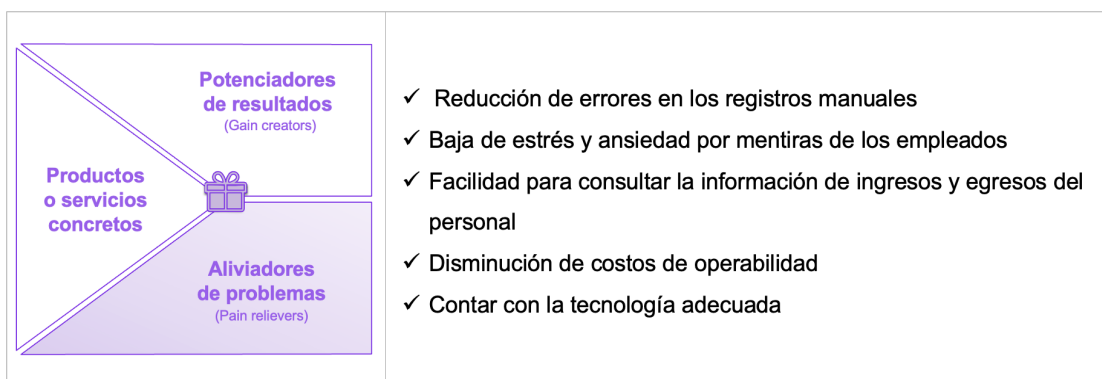 Potenciadores
de resultados
(Gain creators)
Productos
o servicios
concretos
Aliviadores
de problemas
(Pain relievers)
✓ Reducción de errores en los registros manuales
✓ Baja de estrés y ansiedad por mentiras de los empleados
✓ Facilidad para consultar la información de ingresos y egresos del
personal
✓ Disminución de costos de operabilidad
✓ Contar con la tecnología adecuada